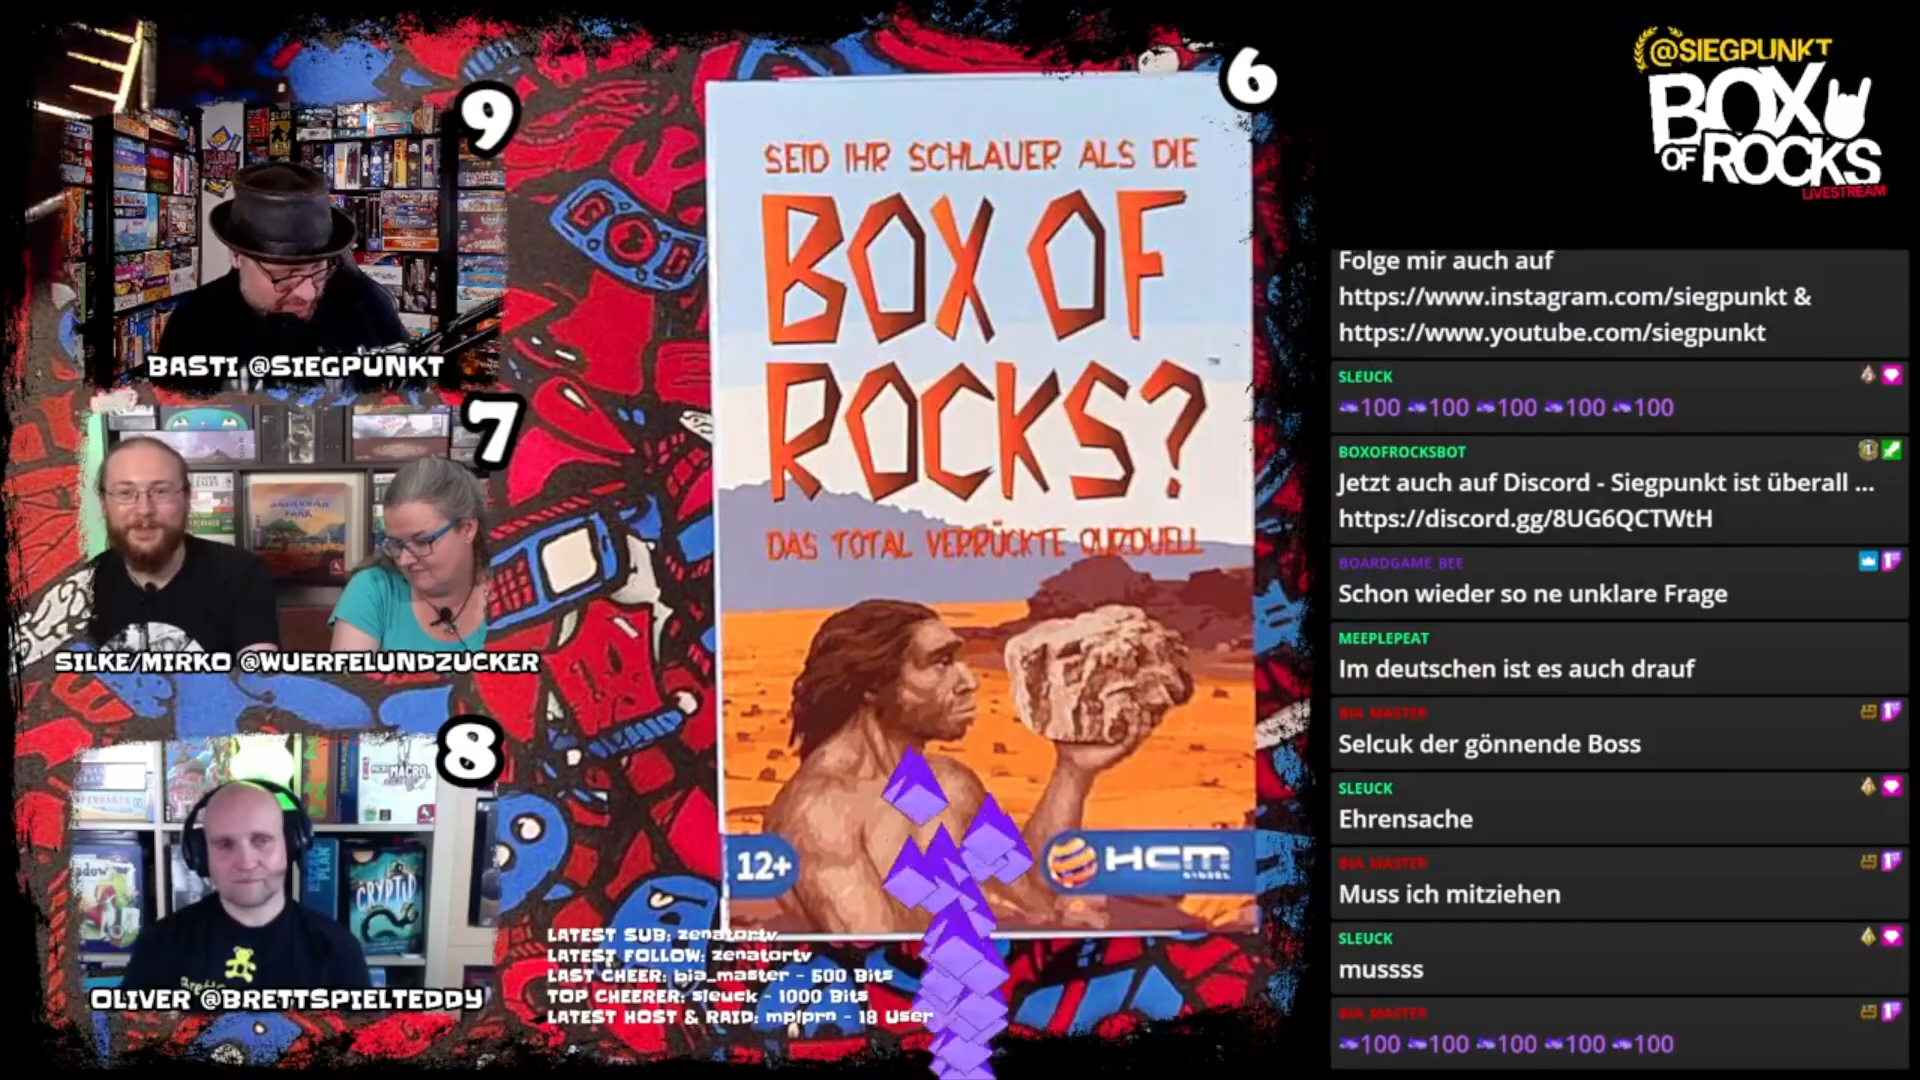 9
BASTI @SIEGPUNKT
7
SAVANNAH
PARK
SILKE/MIRKO @WUERFELUNDZUCKER
8
MACRO
CRYPTID
OLIVER @BRETTSPIELTEDDY
6
SEID IHR SCHLAUER ALS DIE
BOX OF
ROCKS?
™
DAS TOTAL VERRÜCKTE QUIZDUELL
12+
HCM
KINZEL
LATEST SUB: zenatortv
LATEST FOLLOW: zenatortv
LAST CHEER: bia_master - 500 Bits
TOP CHEERER: sleuck - 1000 Bits
LATEST HOST & RAID: mplprn - 18 User
@SIEGPUNKT
BOX
OF ROCKS
LIVESTREAM
Folge mir auch auf
https://www.instagram.com/siegpunkt &
https://www.youtube.com/siegpunkt
SLEUCK
100 100 100 100 100
BOXOFROCKSBOT
Jetzt auch auf Discord - Siegpunkt ist überall ...
https://discord.gg/8UG6QCTWtH
BOARDGAME_BEE
Schon wieder so ne unklare Frage
MEEPLEPEAT
Im deutschen ist es auch drauf
BIA_MASTER
Selcuk der gönnende Boss
SLEUCK
Ehrensache
BIA_MASTER
Muss ich mitziehen
SLEUCK
mussss
BIA_MASTER
100 100 100 100 100